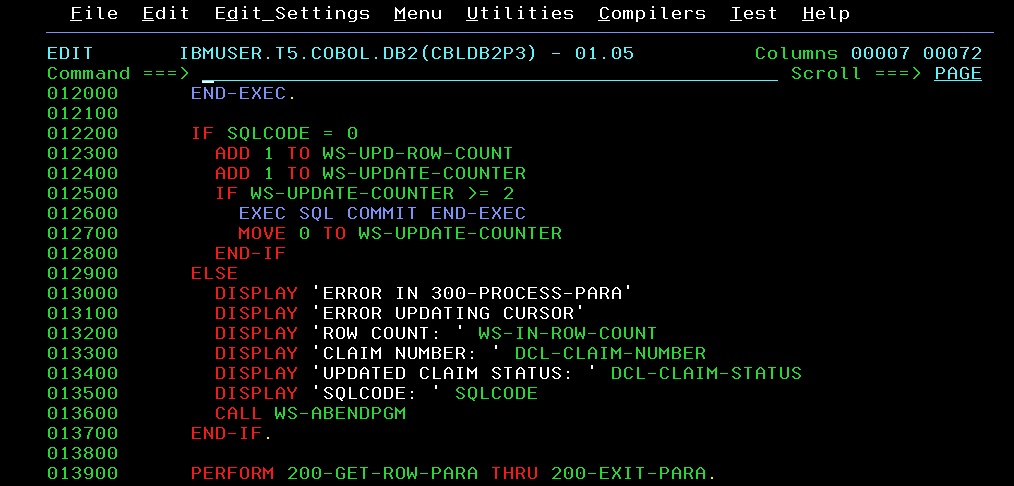 File Edit Edit_Settings Menu Utilities Compilers Test Help
EDIT IBMUSER.T5.COBOL.DB2(CBLDB2P3) - 01.05 Columns 00007 00072
Command ===> Scroll ===> PAGE
012000 END-EXEC.
012100
012200 IF SQLCODE = 0
012300 ADD 1 TO WS-UPD-ROW-COUNT
012400 ADD 1 TO WS-UPDATE-COUNTER
012500 IF WS-UPDATE-COUNTER >= 2
012600 EXEC SQL COMMIT END-EXEC
012700 MOVE 0 TO WS-UPDATE-COUNTER
012800 END-IF
012900 ELSE
013000 DISPLAY 'ERROR IN 300-PROCESS-PARA'
013100 DISPLAY 'ERROR UPDATING CURSOR'
013200 DISPLAY 'ROW COUNT: ' WS-IN-ROW-COUNT
013300 DISPLAY 'CLAIM NUMBER: ' DCL-CLAIM-NUMBER
013400 DISPLAY 'UPDATED CLAIM STATUS: ' DCL-CLAIM-STATUS
013500 DISPLAY 'SQLCODE: ' SQLCODE
013600 CALL WS-ABENDPGM
013700 END-IF.
013800
013900 PERFORM 200-GET-ROW-PARA THRU 200-EXIT-PARA.